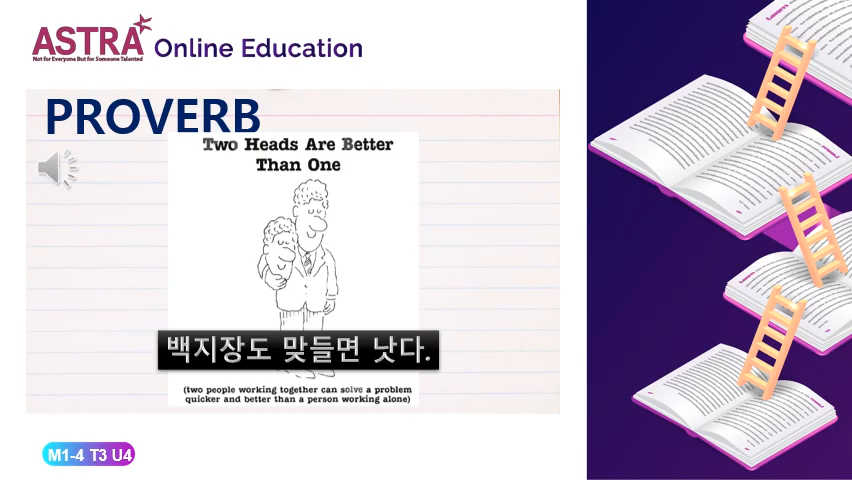 ASTRA
Not for Everyone But for Someone Talented
Online Education
PROVERB
Two Heads Are Better
Than One
백지장도 맞들면 낫다.
(two people working together can solve a problem
quicker and better than a person working alone)
M1-4 T3 U4